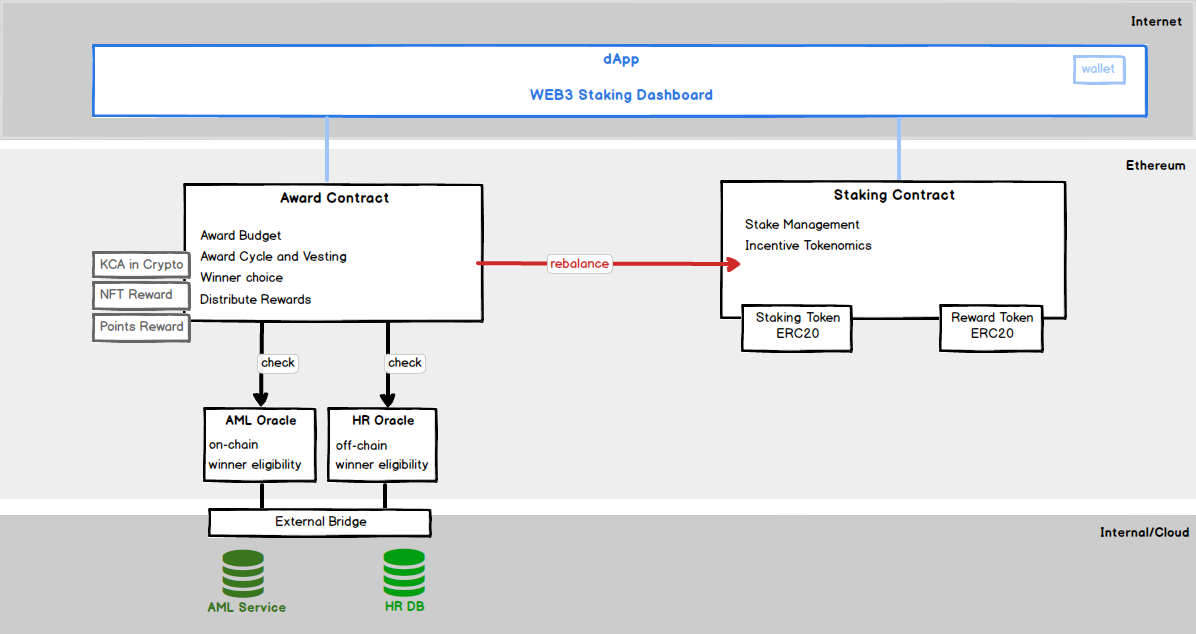 Internet
dApp
wallet
WEB3 Staking Dashboard
Ethereum
Award Contract
Award Budget
Award Cycle and Vesting
Winner choice
Distribute Rewards
KCA in Crypto
NFT Reward
Points Reward
rebalance
Staking Contract
Stake Management
Incentive Tokenomics
Staking Token
ERC20
Reward Token
ERC20
check
check
AML Oracle
on-chain
winner eligibility
HR Oracle
off-chain
winner eligibility
External Bridge
Internal/Cloud
AML Service
HR DB